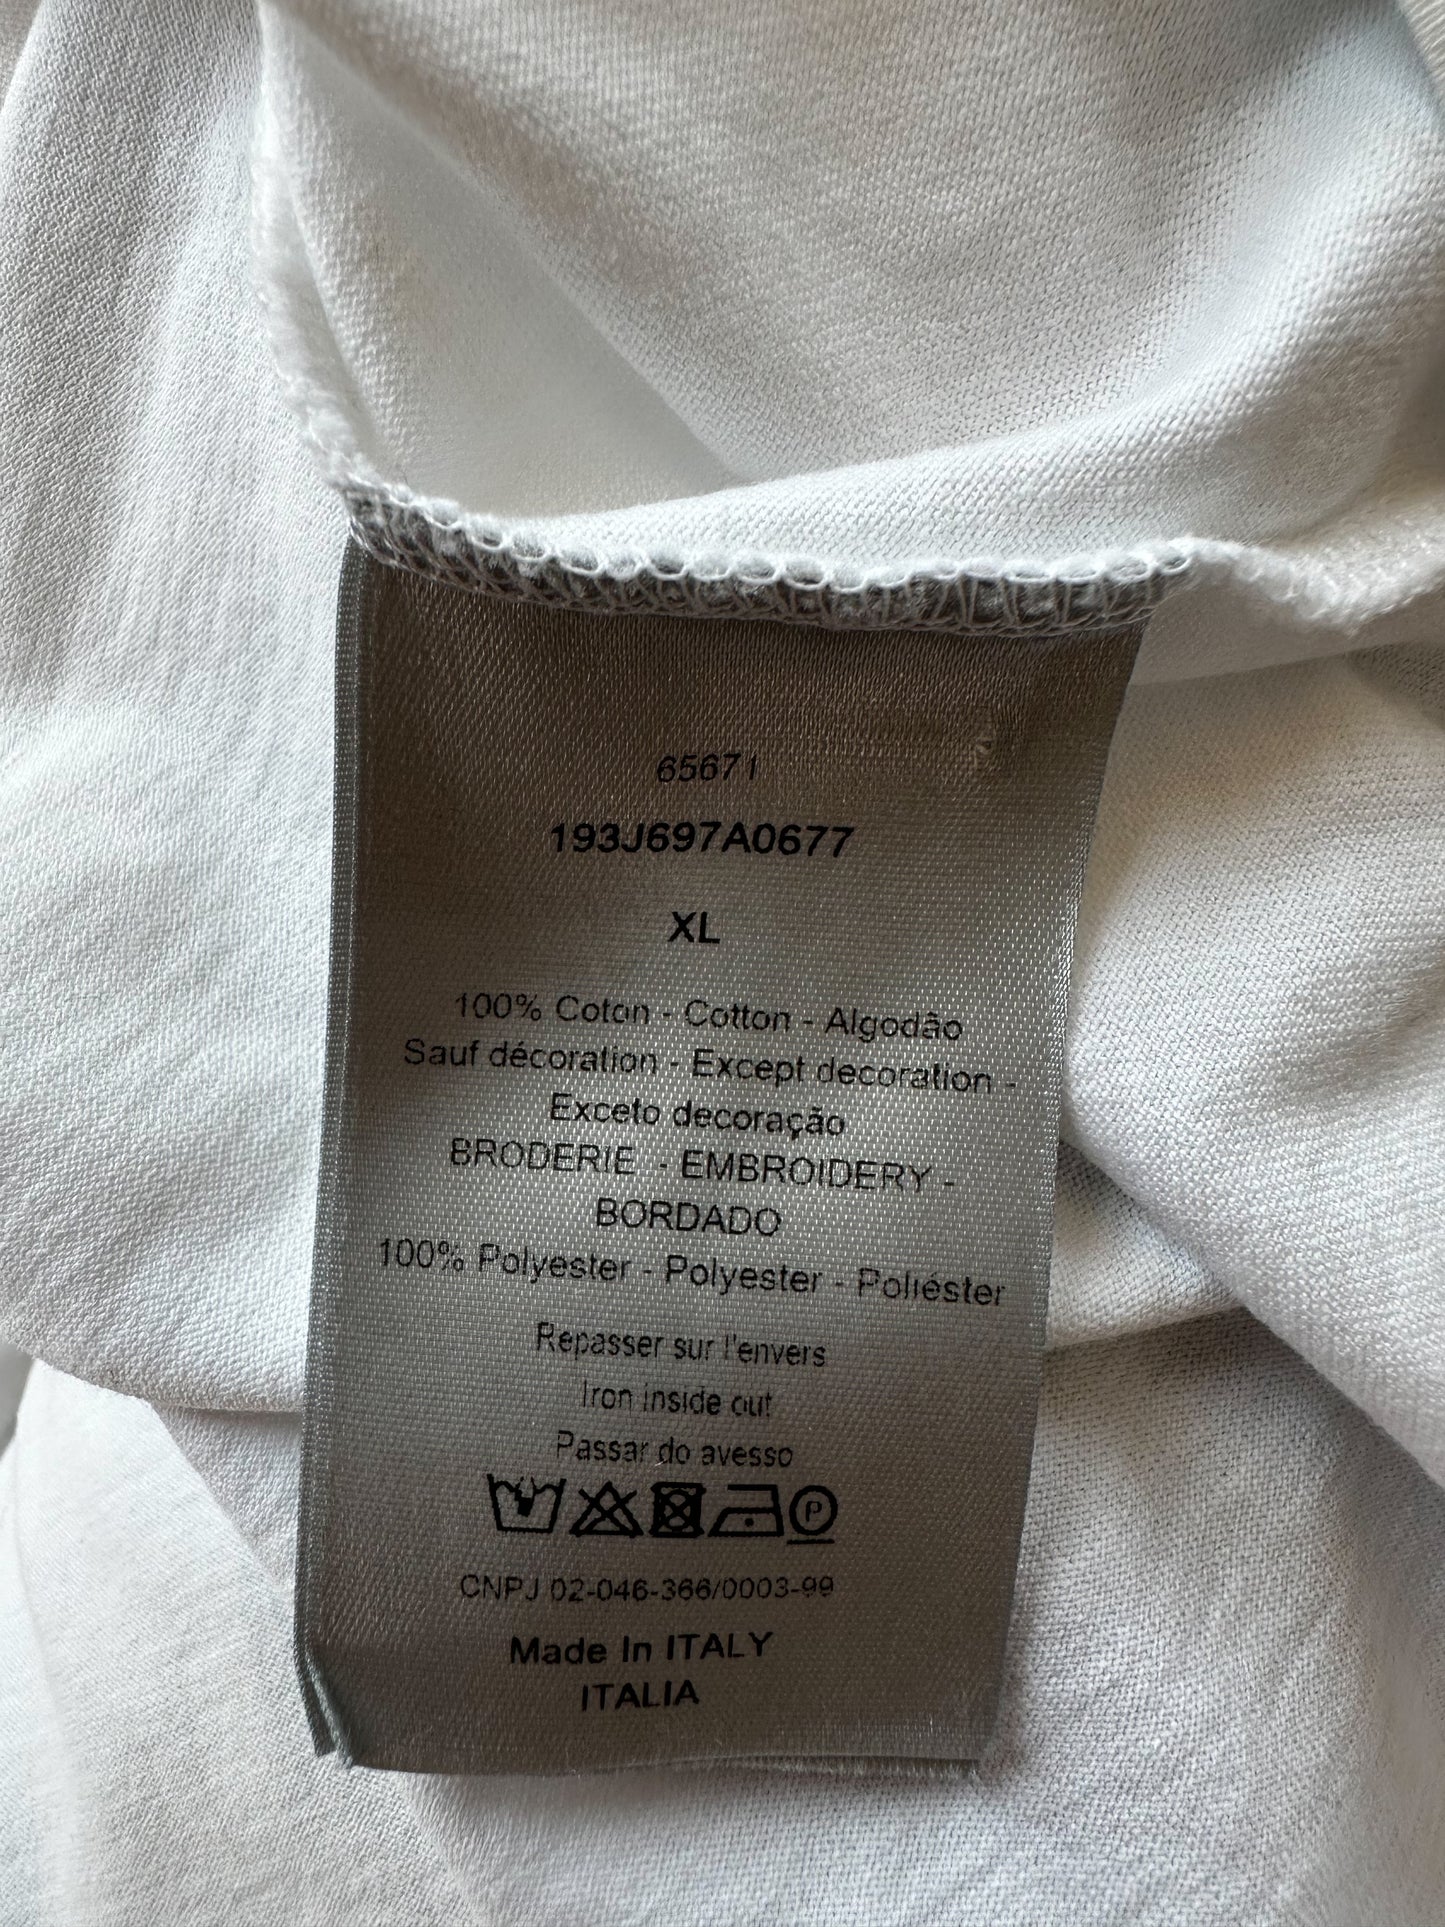 65671
193J697A0677
XL
100% Coton - Cotton - Algodão
Sauf décoration - Except decoration -
Exceto decoração
BRODERIE - EMBROIDERY -
BORDADO
100% Polyester - Polyester - Poliéster
Repasser sur l'envers
Iron inside out
Passar do avesso
P
CNPJ 02-046-366/0003-99
Made In ITALY
ITALIA